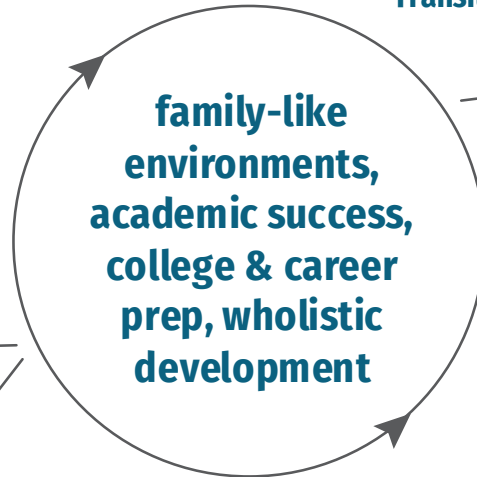 family-like
environments,
academic success,
college & career
prep, wholistic
development